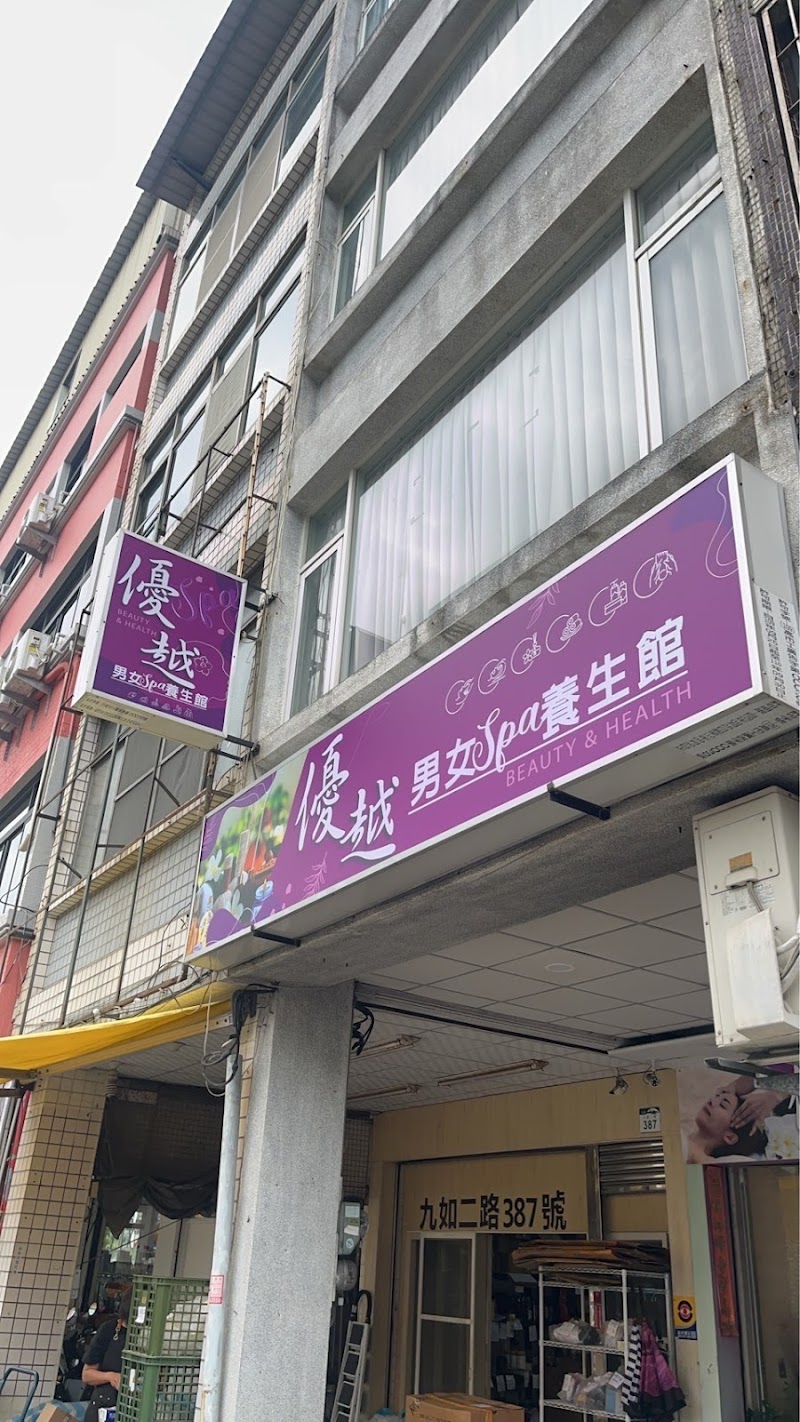 優越
Spa
BEAUTY
& HEALTH
男女Spa養生館
優越
男女Spa養生館
BEAUTY & HEALTH
387
九如二路387號